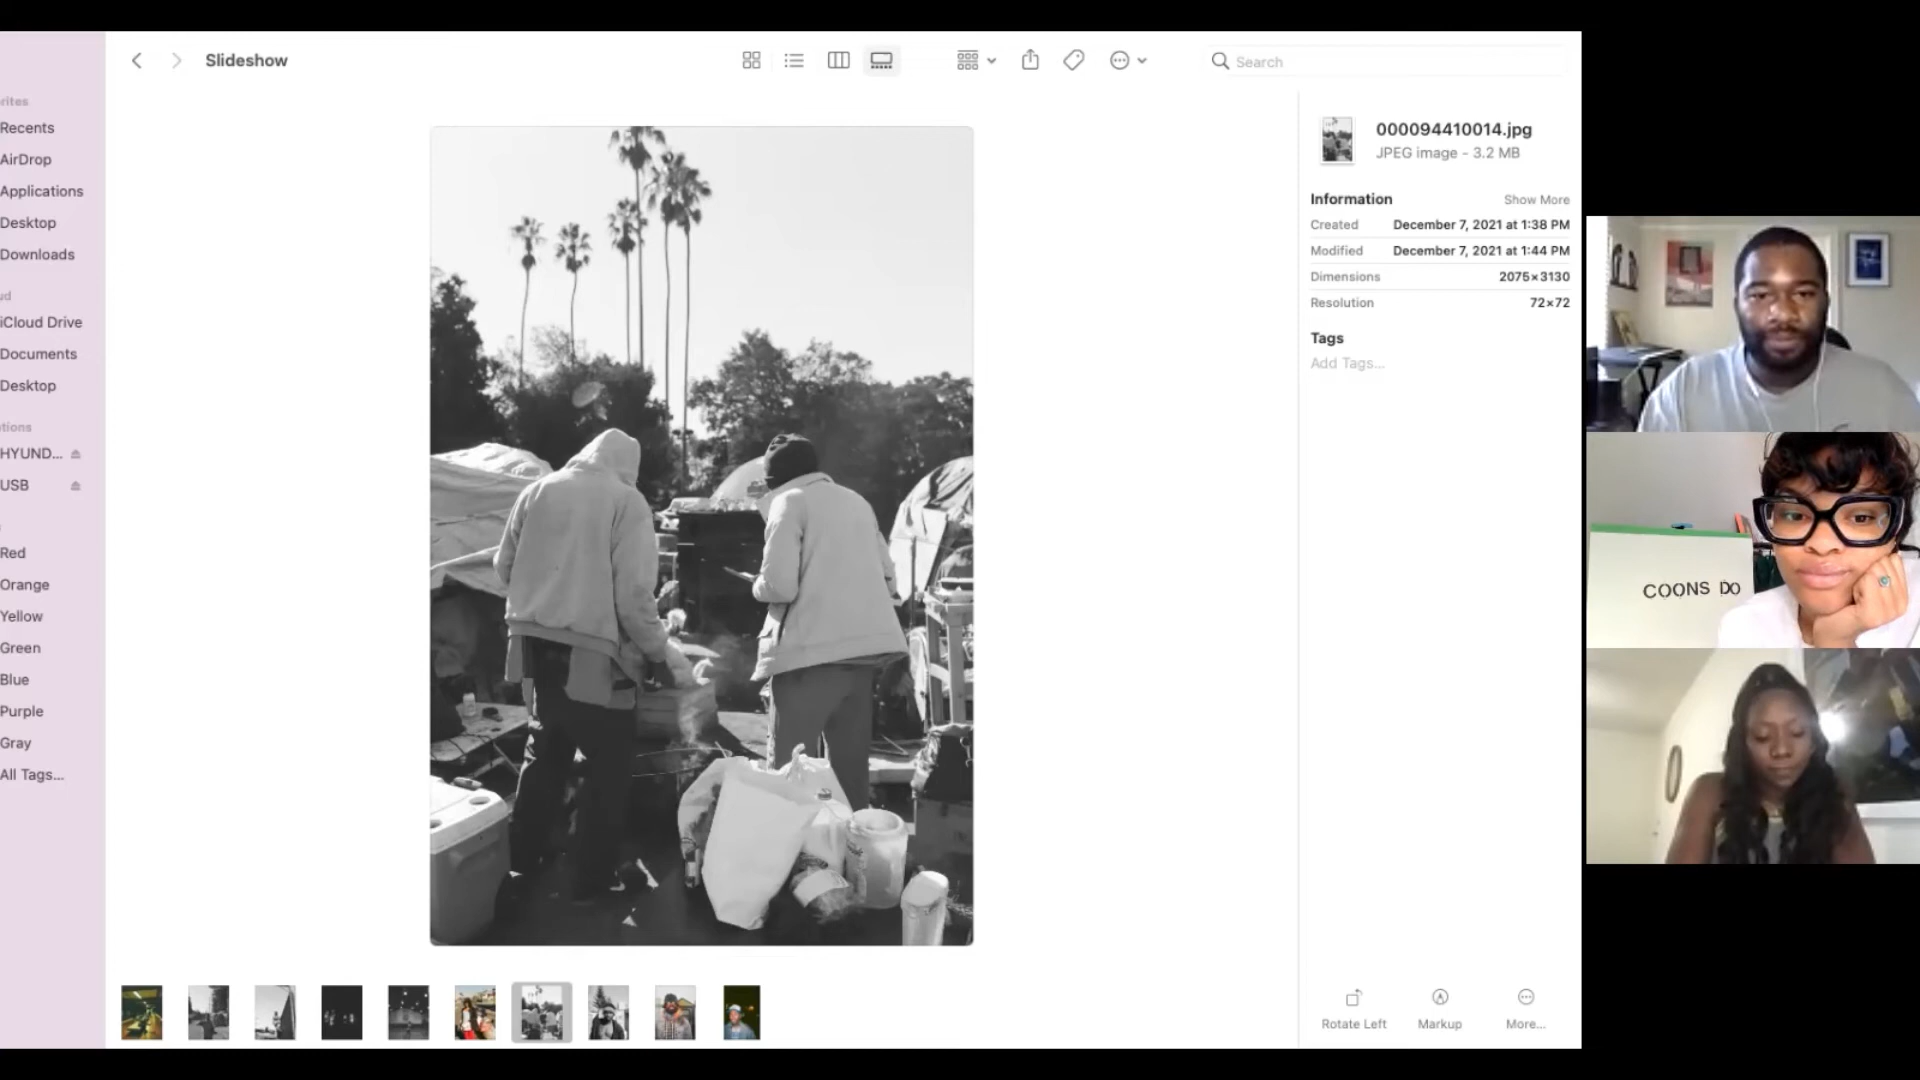 Slideshow
Search
rites
Recents
AirDrop
Applications
Desktop
Downloads
ud
iCloud Drive
Documents
Desktop
tions
HYUND...
USB
Red
Orange
Yellow
Green
Blue
Purple
Gray
All Tags...
000094410014.jpg
JPEG image - 3.2 MB
Information Show More
Created December 7, 2021 at 1:38 PM
Modified December 7, 2021 at 1:44 PM
Dimensions 2075×3130
Resolution 72×72
Tags
Add Tags...
COONS DO
Rotate Left Markup More...